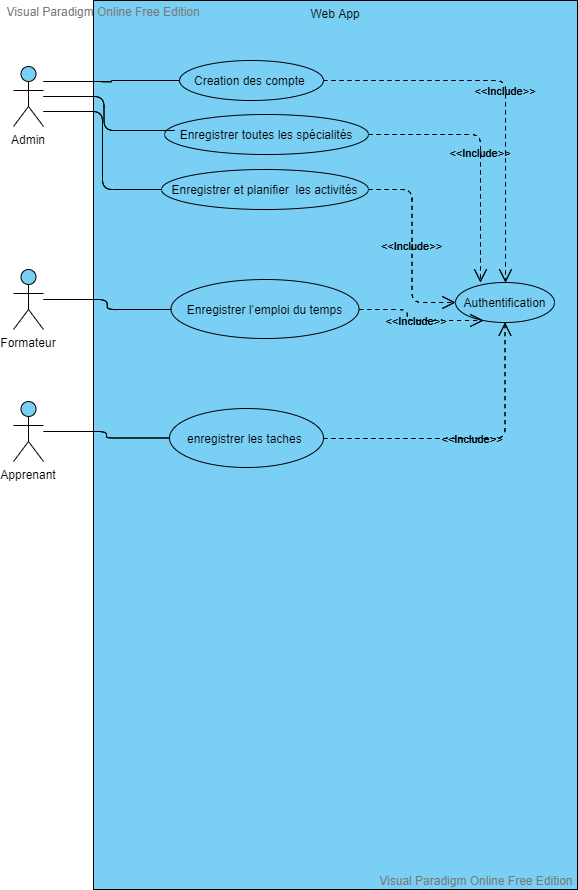 Visual Paradigm Online Free Edition
Web App
Creation des compte
<<Include>>
Admin
Enregistrer toutes les spécialités
<<Include>>
Enregistrer et planifier  les activités
<<Include>>
Formateur
Enregistrer l'emploi du temps
<<Include>>
Authentification
Apprenant
enregistrer les taches
<<Include>>
Visual Paradigm Online Free Edition